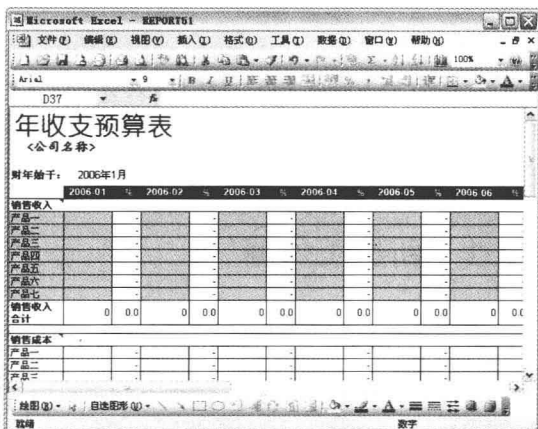 Microsoft Excel - REPORT51
文件(F) 编辑(E) 视图(V) 插入(I) 格式(O) 工具(T) 数据(D) 窗口(W) 帮助(H)
100%
Arial 9 B I U
D37 fx
年收支预算表
<公司名称>
财年始于: 2006年1月
2006-01 % 2006-02 % 2006-03 % 2006-04 % 2006-05 % 2006-06 %
销售收入
产品一 - - - - -
产品二 - - - - -
产品三 - - - - -
产品四 - - - - -
产品五 - - - - -
产品六 - - - - -
产品七 - - - - -
销售收入
合计 0 0.0 0 0.0 0 0.0 0 0.0 0 0.0 0 0.0
销售成本
产品一 - - - - -
产品二 - - - - -
产品三 - - - - -
绘图(R) 自选图形(U)
就绪 数字